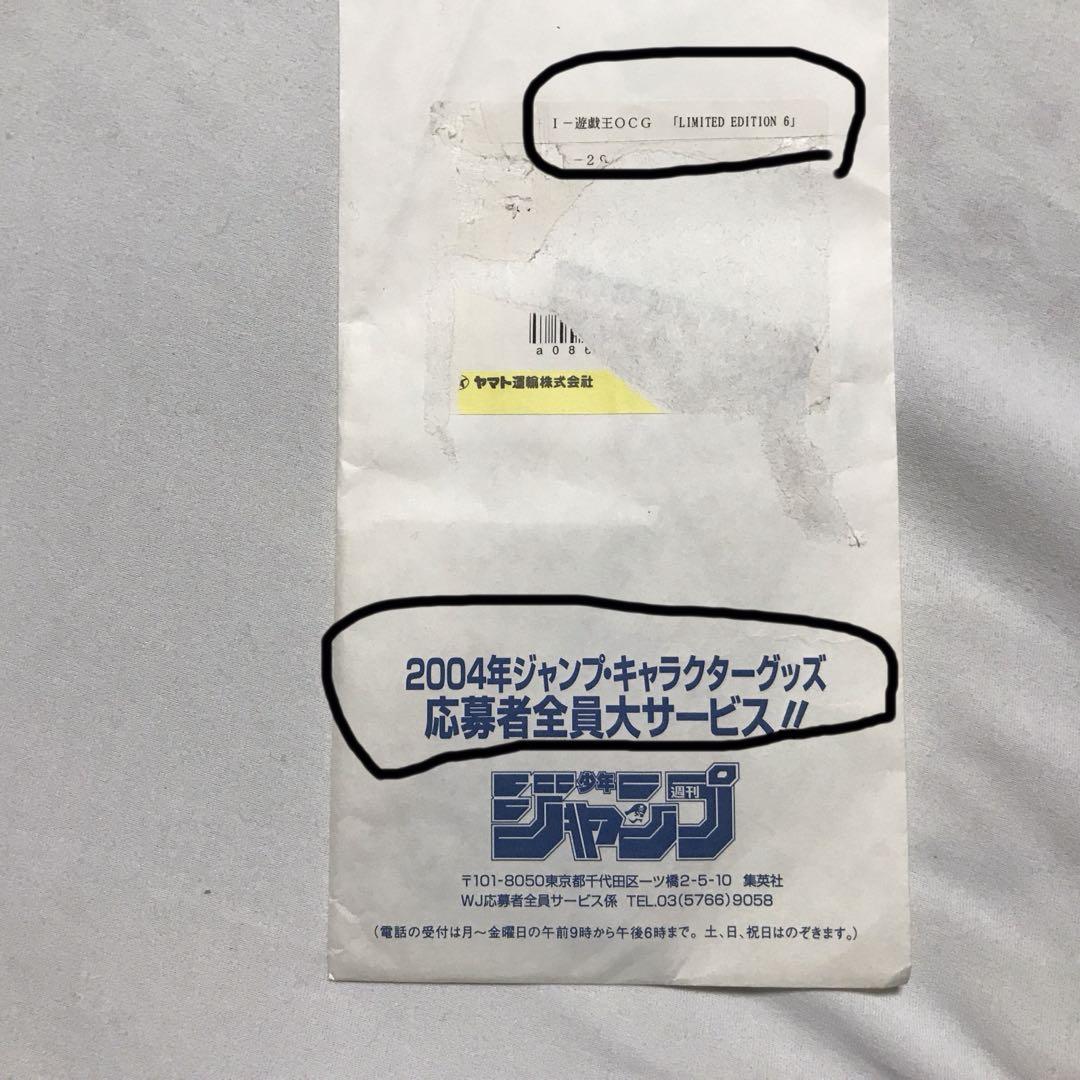 I－遊戯王OCG 「LIMITED EDITION 6」
a086
ヤマト運輸株式会社
2004年ジャンプ・キャラクターグッズ
応募者全員大サービス!!
週刊少年ジャンプ
〒101-8050東京都千代田区一ツ橋2-5-10 集英社
WJ応募者全員サービス係 TEL.03(5766)9058
(電話の受付は月～金曜日の午前9時から午後6時まで。土、日、祝日はのぞきます。)